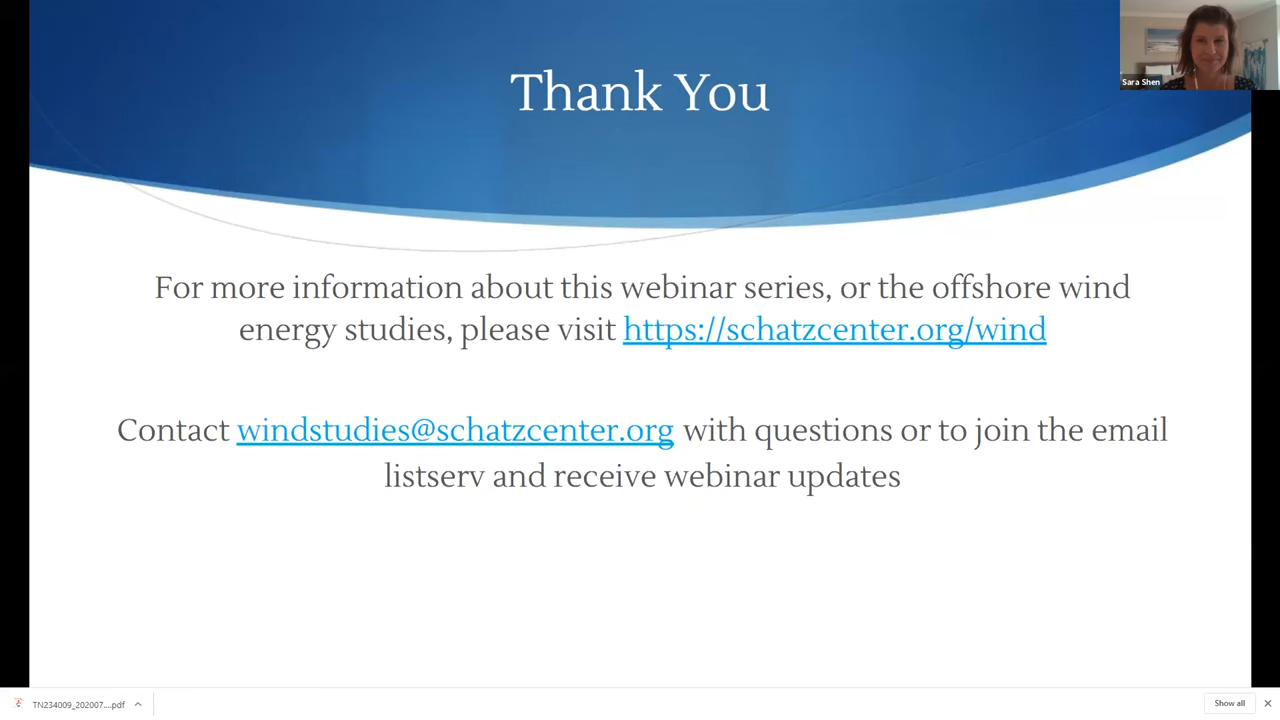 Thank You
Sara Shen
For more information about this webinar series, or the offshore wind
energy studies, please visit https://schatzcenter.org/wind
Contact windstudies@schatzcenter.org with questions or to join the email
listserv and receive webinar updates
TN234009_202007....pdf
Show all